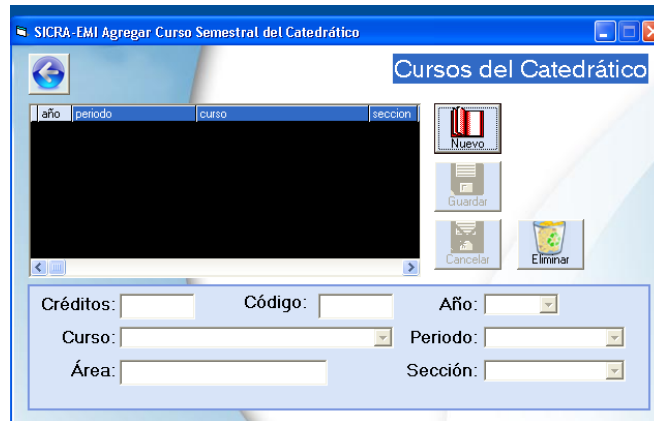 SICRA-EMI Agregar Curso Semestral del Catedrático
Cursos del Catedrático
año periodo curso seccion
Nuevo
Guardar
Cancelar Eliminar
Créditos: Código: Año:
Curso: Periodo:
Área: Sección: